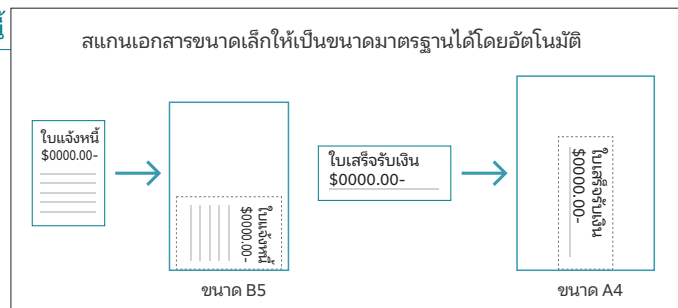 สแกนเอกสารขนาดเล็กให้เป็นขนาดมาตรฐานได้โดยอัตโนมัติ
ใบแจ้งหนี้
$0000.00-
ใบแจ้งหนี้
$0000.00-
ขนาด B5
ใบเสร็จรับเงิน
$0000.00-
ใบเสร็จรับเงิน
$0000.00-
ขนาด A4